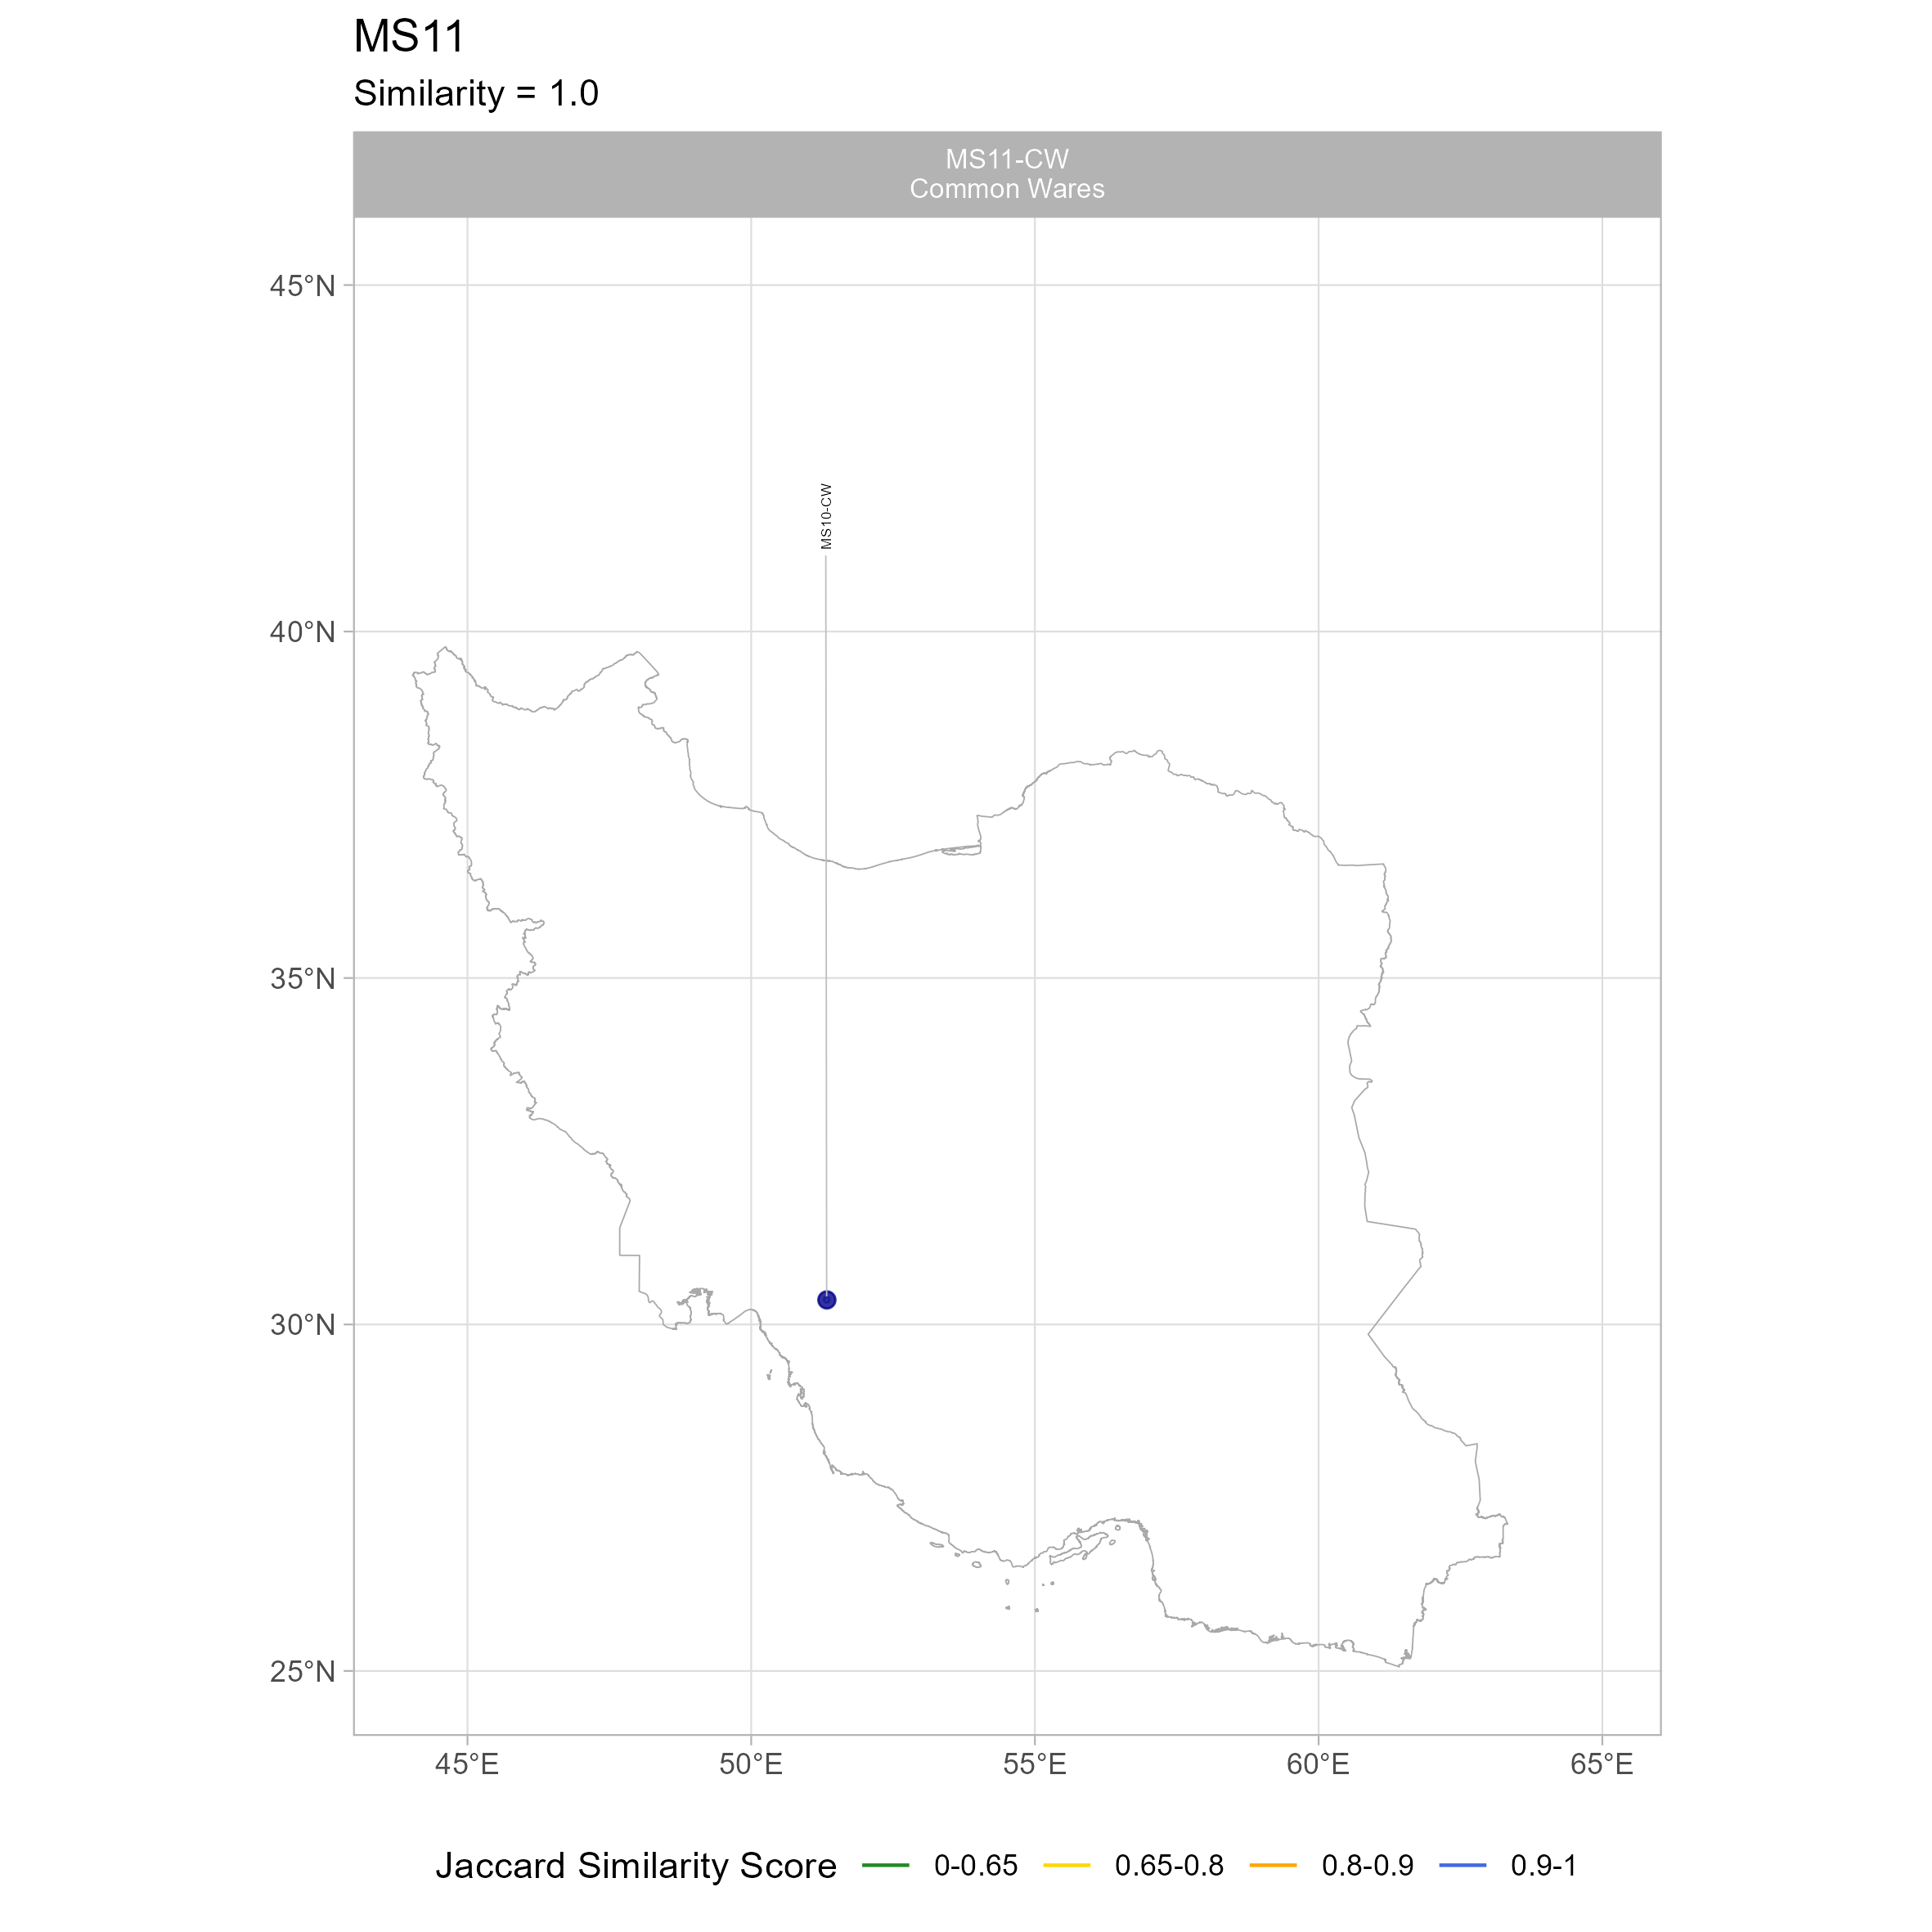 MS11
Similarity = 1.0
MS11-CW
Common Wares
45°N
MS10-CW
40°N
35°N
30°N
25°N
45°E 50°E 55°E 60°E 65°E
Jaccard Similarity Score 0-0.65 0.65-0.8 0.8-0.9 0.9-1